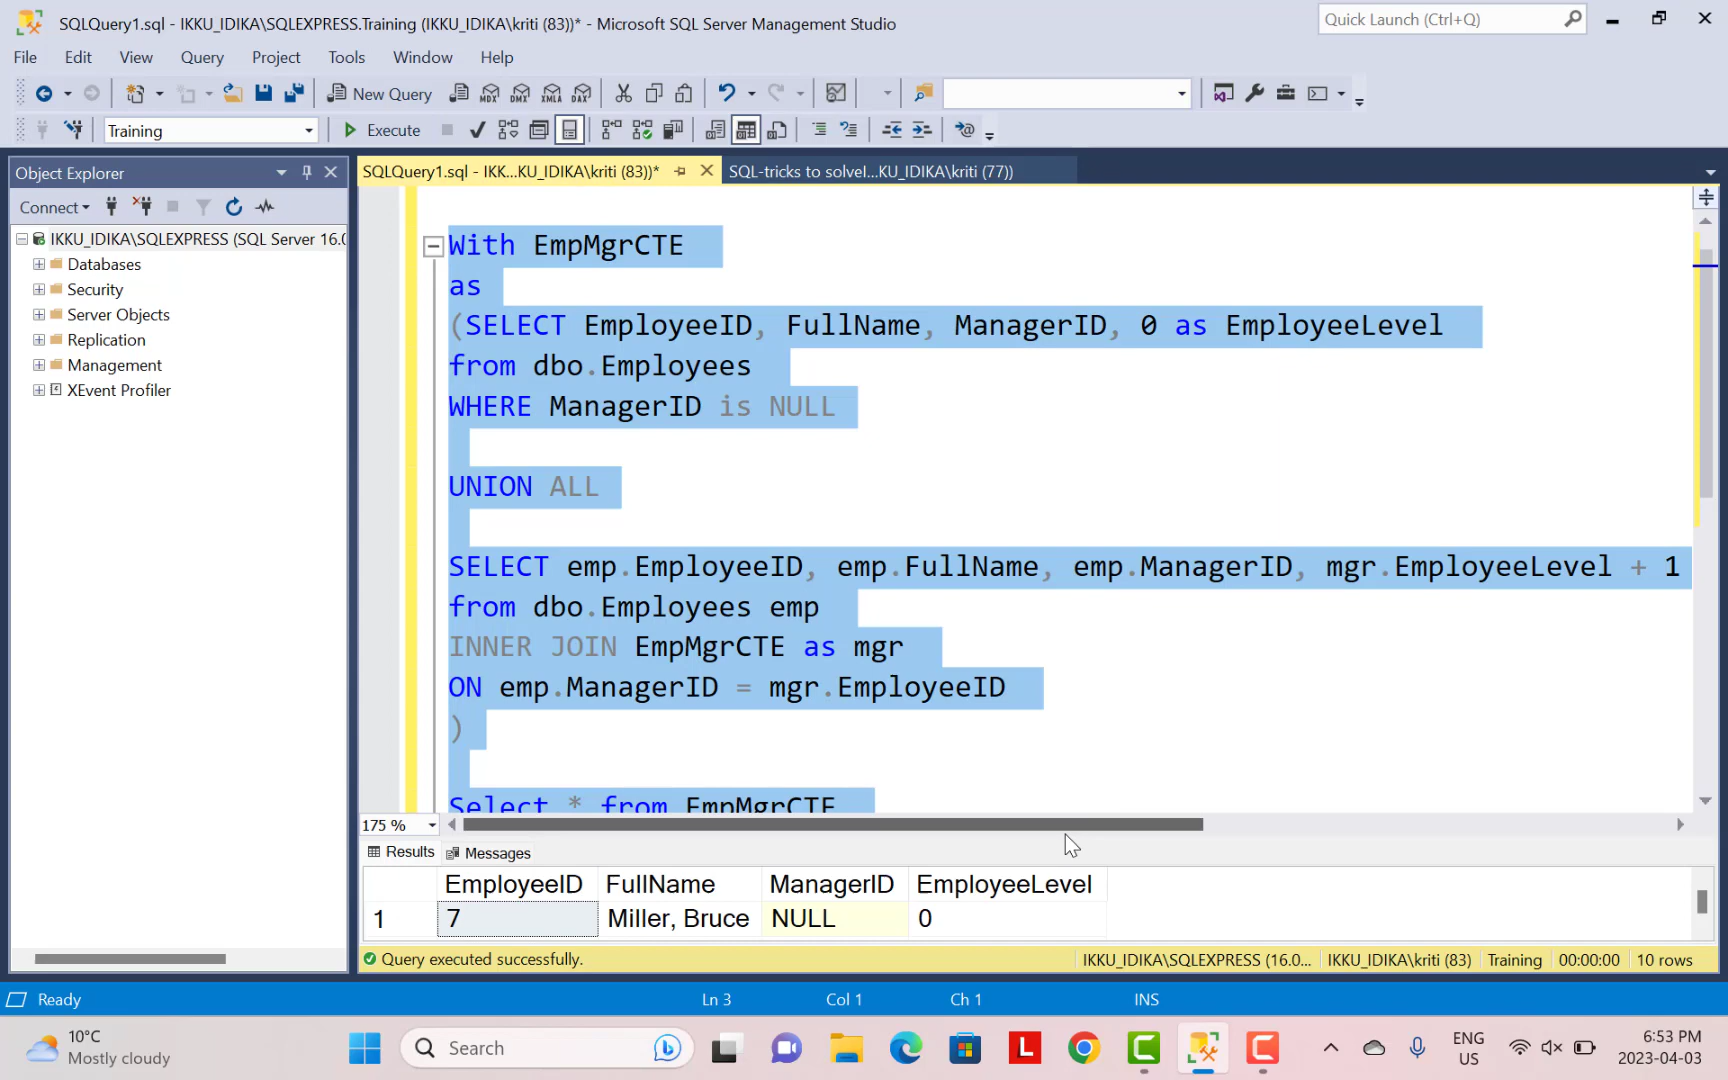 SQLQuery1.sql - IKKU_IDIKA\SQLEXPRESS.Training (IKKU_IDIKA\kriti (83))* - Microsoft SQL Server Management Studio
Quick Launch (Ctrl+Q)
File Edit View Query Project Tools Window Help
New Query MDX DMX XMLA DAX
Training Execute
Object Explorer
SQLQuery1.sql - IKK...KU_IDIKA\kriti (83))* SQL-tricks to solveI...KU_IDIKA\kriti (77))
Connect
IKKU_IDIKA\SQLEXPRESS (SQL Server 16.0
Databases
Security
Server Objects
Replication
Management
XEvent Profiler
With EmpMgrCTE
as
(SELECT EmployeeID, FullName, ManagerID, 0 as EmployeeLevel
from dbo.Employees
WHERE ManagerID is NULL
UNION ALL
SELECT emp.EmployeeID, emp.FullName, emp.ManagerID, mgr.EmployeeLevel + 1
from dbo.Employees emp
INNER JOIN EmpMgrCTE as mgr
ON emp.ManagerID = mgr.EmployeeID
)
Select * from EmpMgrCTE
175 %
Results Messages
EmployeeID FullName ManagerID EmployeeLevel
1 7 Miller, Bruce NULL 0
Query executed successfully. IKKU_IDIKA\SQLEXPRESS (16.0... IKKU_IDIKA\kriti (83) Training 00:00:00 10 rows
Ready Ln 3 Col 1 Ch 1 INS
10°C
Mostly cloudy
Search
L
ENG
US
6:53 PM
2023-04-03